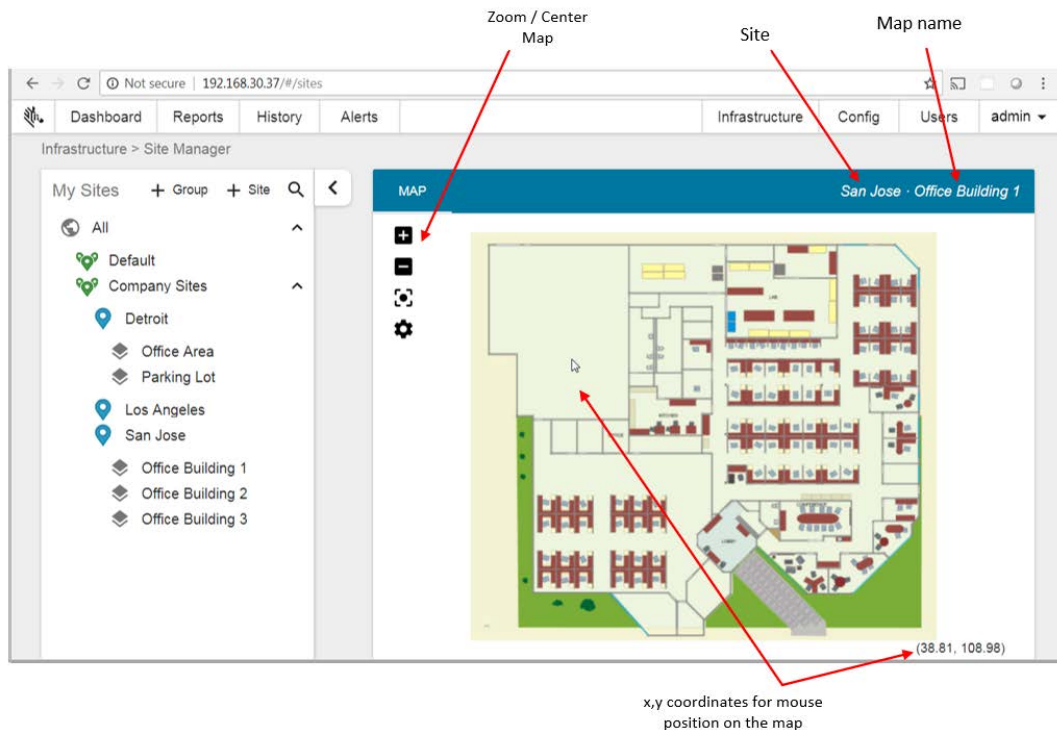 Zoom / Center
Map
Site
Map name
Not secure | 192.168.30.37/#/sites
Dashboard
Reports
History
Alerts
Infrastructure
Config
Users
admin
Infrastructure > Site Manager
My Sites
+ Group
+ Site
MAP
San Jose · Office Building 1
All
Default
Company Sites
Detroit
Office Area
Parking Lot
Los Angeles
San Jose
Office Building 1
Office Building 2
Office Building 3
LAB
KITCHEN
LOBBY
(38.81, 108.98)
x,y coordinates for mouse
position on the map